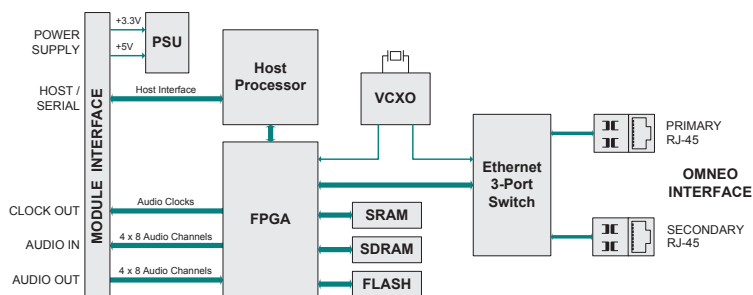 POWER
SUPPLY
+3.3V
+5V
PSU
HOST /
SERIAL
Host Interface
MODULE INTERFACE
Host
Processor
VCXO
FPGA
Ethernet
3-Port
Switch
PRIMARY
RJ-45
OMNEO
INTERFACE
SECONDARY
RJ-45
CLOCK OUT
Audio Clocks
AUDIO IN
4 x 8 Audio Channels
AUDIO OUT
4 x 8 Audio Channels
SRAM
SDRAM
FLASH